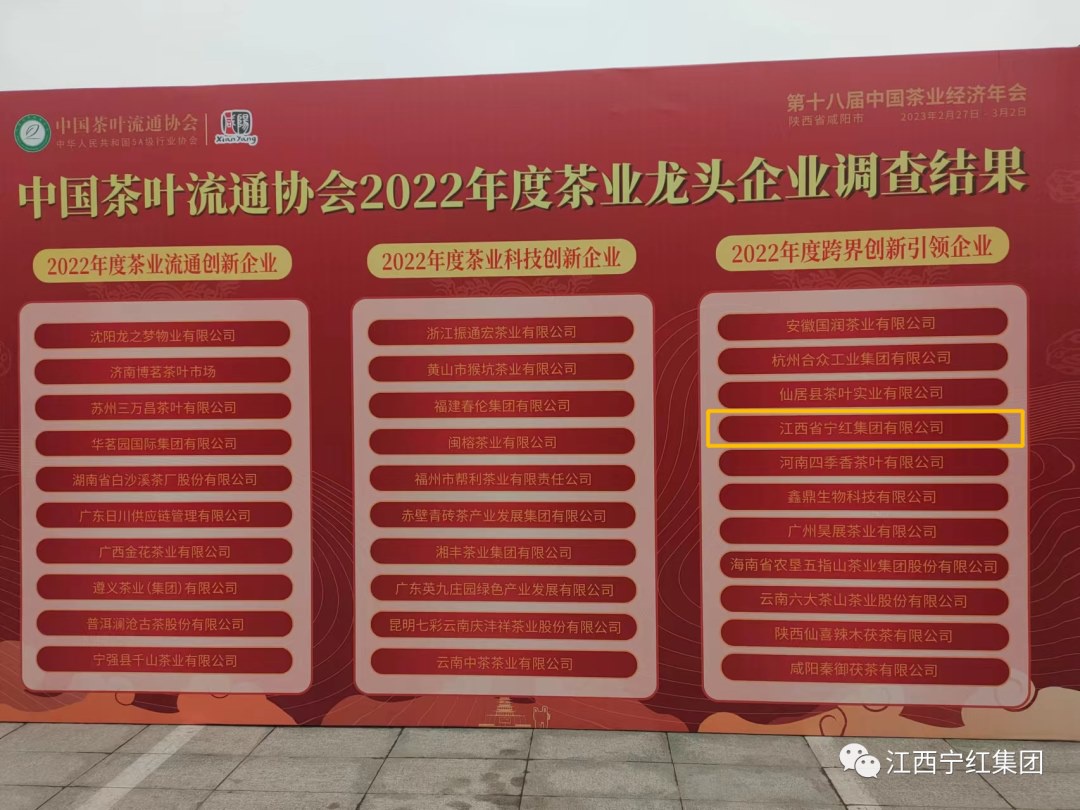 中国茶叶流通协会
中华人民共和国5A级行业协会
咸阳
XianYang
第十八届中国茶业经济年会
陕西省咸阳市 2023年2月27日-3月2日
中国茶叶流通协会2022年度茶业龙头企业调查结果
2022年度茶业流通创新企业
沈阳龙之梦物业有限公司
济南博茗茶叶市场
苏州三万昌茶叶有限公司
华茗园国际集团有限公司
湖南省白沙溪茶厂股份有限公司
广东日川供应链管理有限公司
广西金花茶业有限公司
遵义茶业(集团)有限公司
普洱澜沧古茶股份有限公司
宁强县千山茶业有限公司
2022年度茶业科技创新企业
浙江振通宏茶业有限公司
黄山市猴坑茶业有限公司
福建春伦集团有限公司
闽榕茶业有限公司
福州市帮利茶业有限责任公司
赤壁青砖茶产业发展集团有限公司
湘丰茶业集团有限公司
广东英九庄园绿色产业发展有限公司
昆明七彩云南庆沣祥茶业股份有限公司
云南中茶茶业有限公司
2022年度跨界创新引领企业
安徽国润茶业有限公司
杭州合众工业集团有限公司
仙居县茶叶实业有限公司
江西省宁红集团有限公司
河南四季香茶叶有限公司
鑫鼎生物科技有限公司
广州昊展茶业有限公司
海南省农垦五指山茶业集团股份有限公司
云南六大茶山茶业股份有限公司
陕西仙喜辣木茯茶有限公司
咸阳秦御茯茶有限公司
江西宁红集团